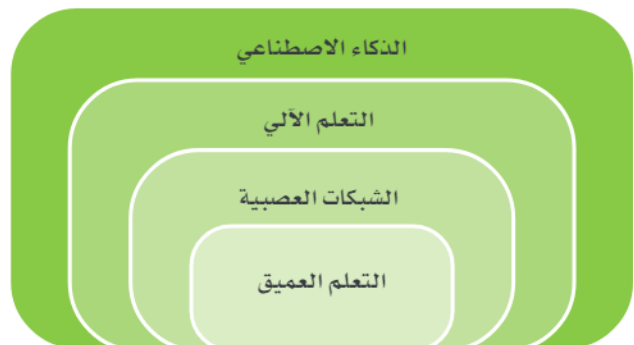 الذكاء الاصطناعي
التعلم الآلي
الشبكات العصبية
التعلم العميق